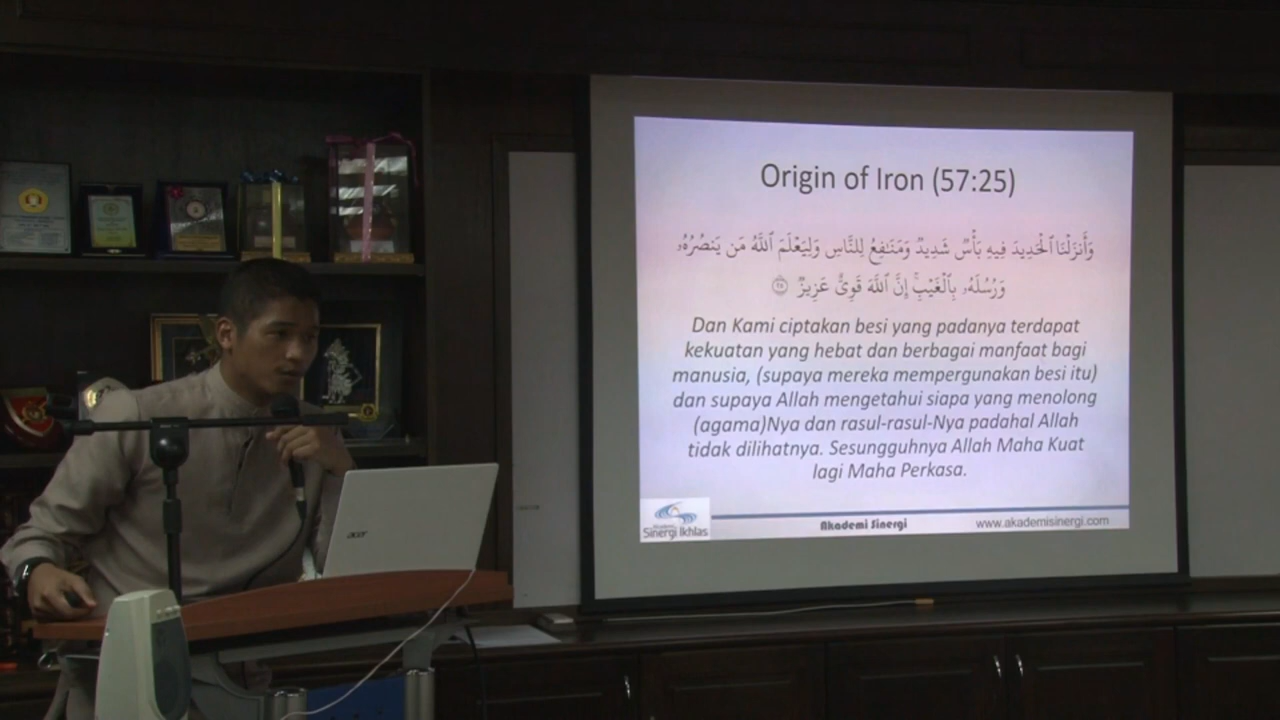 Origin of Iron (57:25)
وَأَنزَلْنَا ٱلْحَدِيدَ فِيهِ بَأْسٌ شَدِيدٌ وَمَنَٰفِعُ لِلنَّاسِ وَلِيَعْلَمَ ٱللَّهُ مَن يَنصُرُهُۥ
وَرُسُلَهُۥ بِٱلْغَيْبِ إِنَّ ٱللَّهَ قَوِىٌّ عَزِيزٌ ٢٥
Dan Kami ciptakan besi yang padanya terdapat
kekuatan yang hebat dan berbagai manfaat bagi
manusia, (supaya mereka mempergunakan besi itu)
dan supaya Allah mengetahui siapa yang menolong
(agama)Nya dan rasul-rasul-Nya padahal Allah
tidak dilihatnya. Sesungguhnya Allah Maha Kuat
lagi Maha Perkasa.
Sinergi Ikhlas
Akademi Sinergi
www.akademisinergi.com
acer